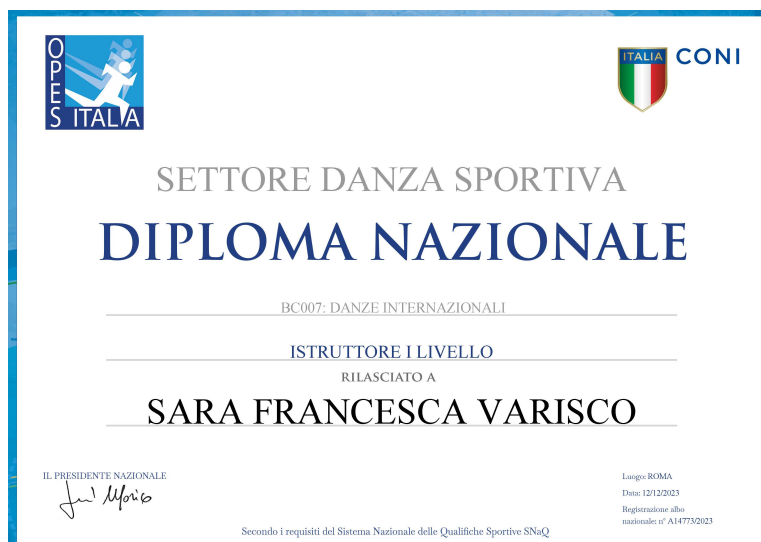 OPES ITALIA
ITALIA
CONI
SETTORE DANZA SPORTIVA
DIPLOMA NAZIONALE
BC007: DANZE INTERNAZIONALI
ISTRUTTORE I LIVELLO
RILASCIATO A
SARA FRANCESCA VARISCO
IL PRESIDENTE NAZIONALE
Luogo: ROMA
Data: 12/12/2023
Registrazione albo
nazionale: n° A14773/2023
Secondo i requisiti del Sistema Nazionale delle Qualifiche Sportive SNaQ